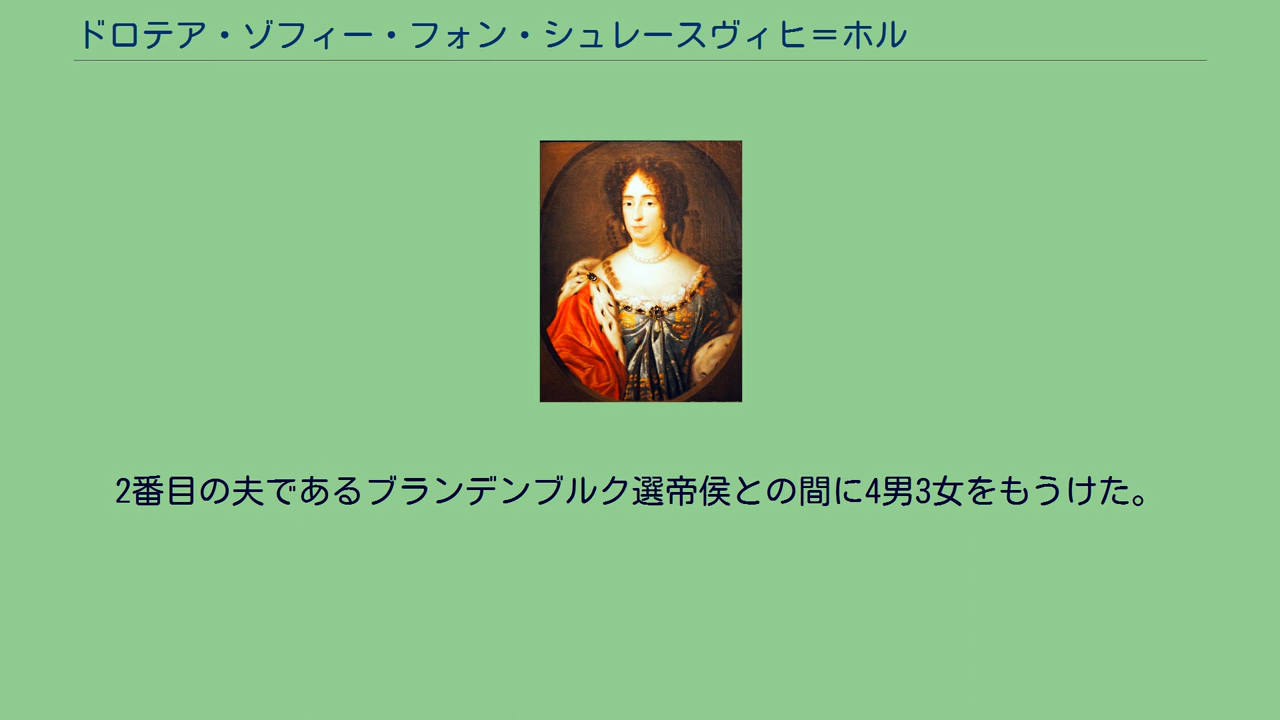 ドロテア・ゾフィー・フォン・シュレースヴィヒ＝ホル
2番目の夫であるブランデンブルク選帝侯との間に4男3女をもうけた。